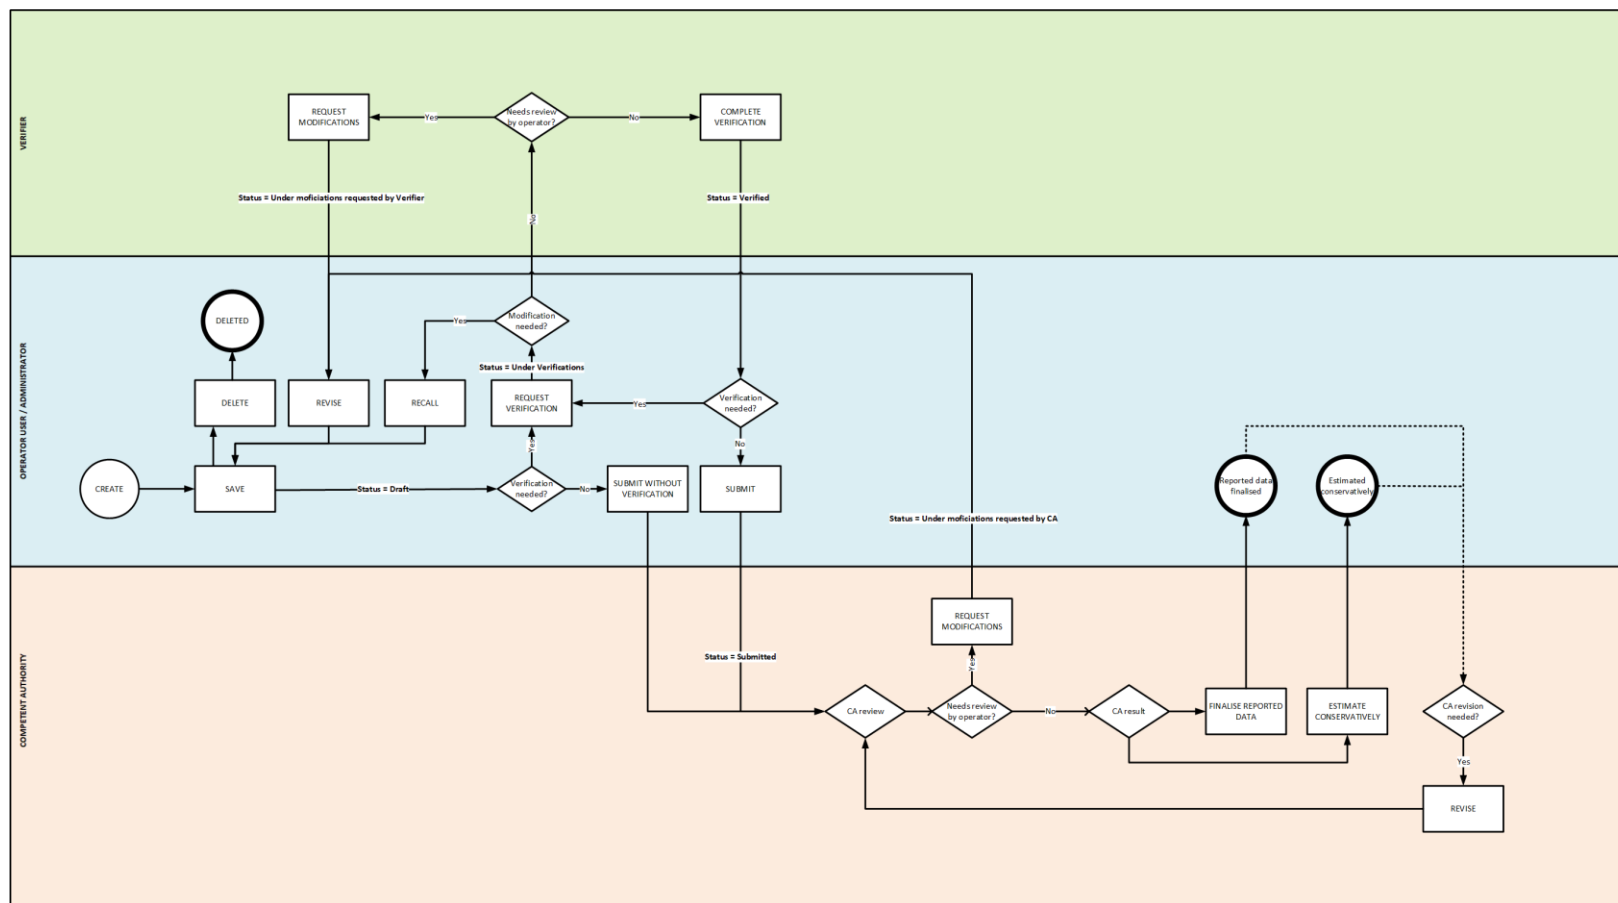 VERIFIER
REQUEST
MODIFICATIONS
Yes
Needs review
by operator?
No
COMPLETE
VERIFICATION
Status = Under moficiations requested by Verifier
Status = Verified
No
OPERATOR USER / ADMINISTRATOR
DELETED
Yes
Modification
needed?
Status = Under Verifications
DELETE
REVISE
RECALL
REQUEST
VERIFICATION
Yes
Verification
needed?
Yes
No
CREATE
SAVE
Status = Draft
Verification
needed?
No
SUBMIT WITHOUT
VERIFICATION
SUBMIT
Reported data
finalised
Estimated
conservatively
Status = Under moficiations requested by CA
COMPETENT AUTHORITY
REQUEST
MODIFICATIONS
Status = Submitted
Yes
CA review
Needs review
by operator?
No
CA result
FINALISE REPORTED
DATA
ESTIMATE
CONSERVATIVELY
CA revision
needed?
Yes
REVISE